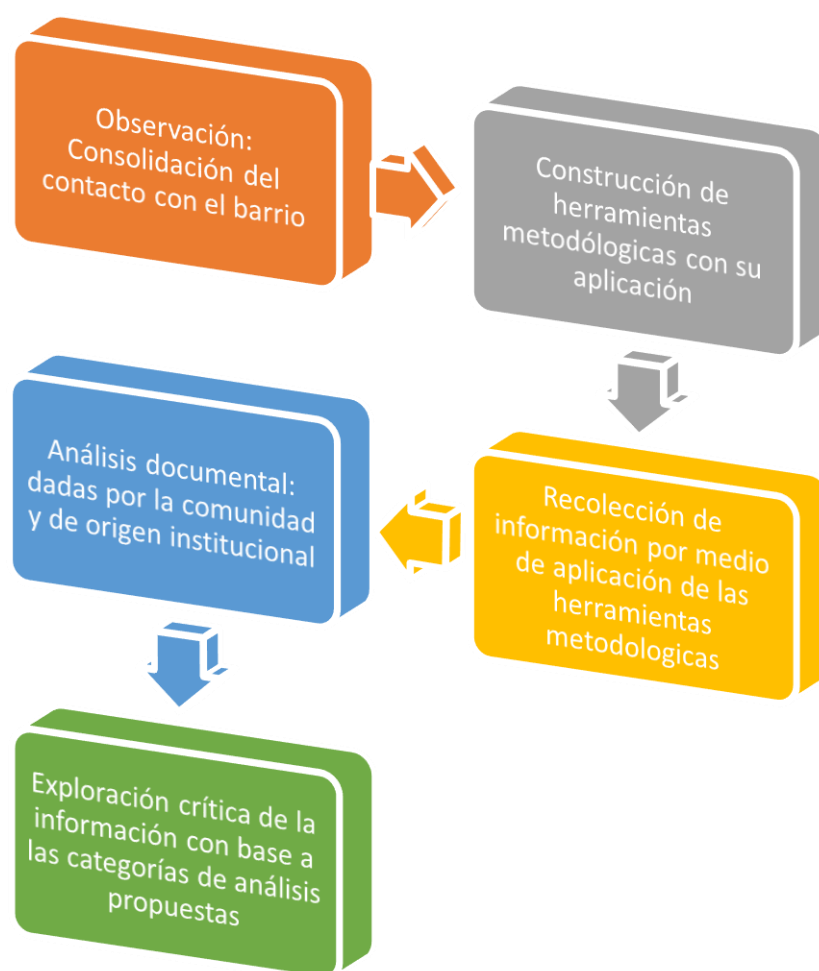 Observación:
Consolidación del
contacto con el barrio
Construcción de
herramientas
metodólogicas con su
aplicación
Recolección de
información por medio
de aplicación de las
herramientas
metodologicas
Análisis documental:
dadas por la comunidad
y de origen institucional
Exploración crítica de la
información con base a
las categorías de análisis
propuestas